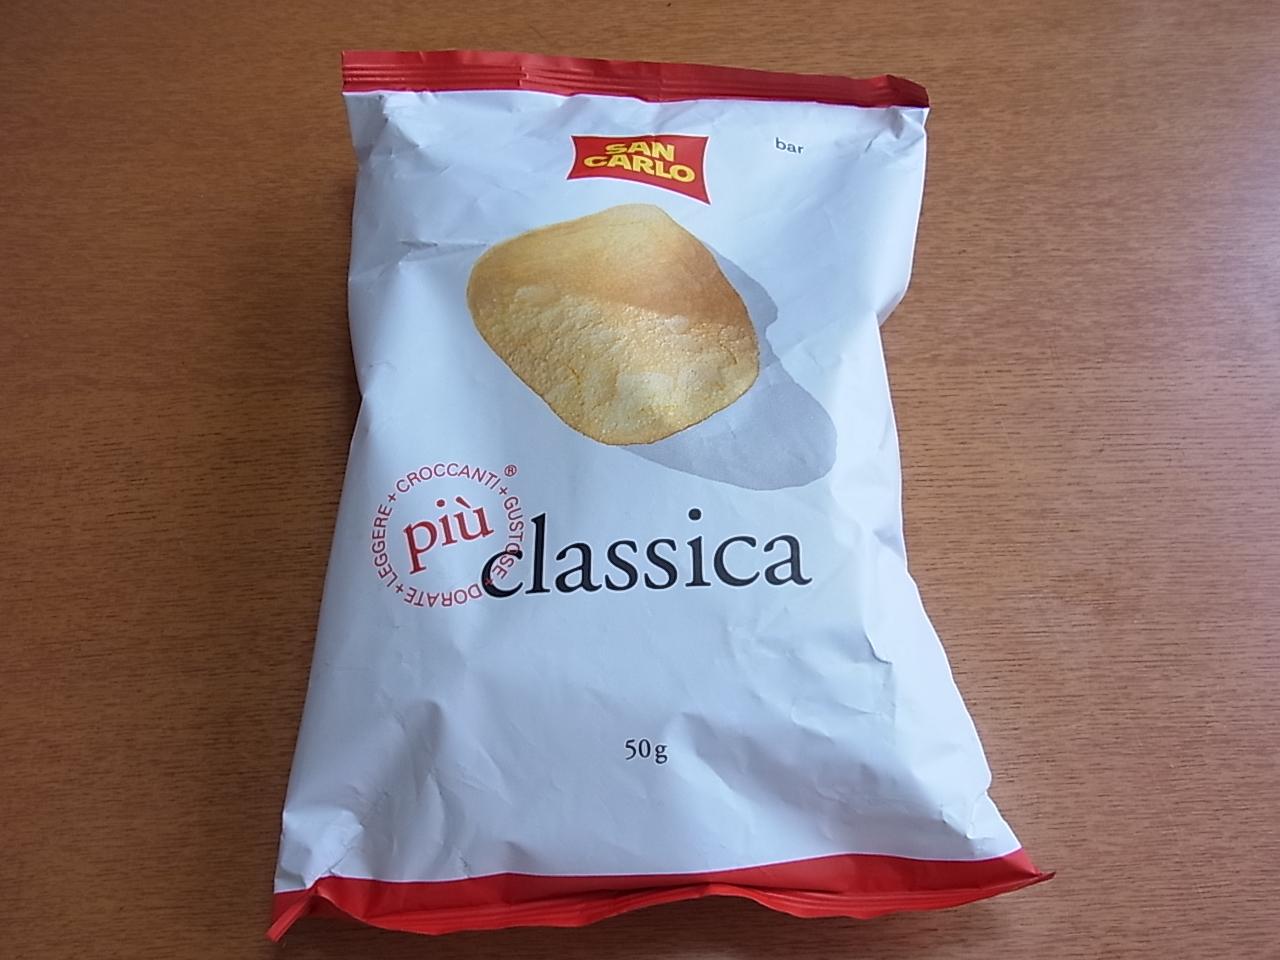 SAN
CARLO
bar
LEGGERE + CROCCANTI + GUSTOSE + DORATE +
®
più
classica
50g